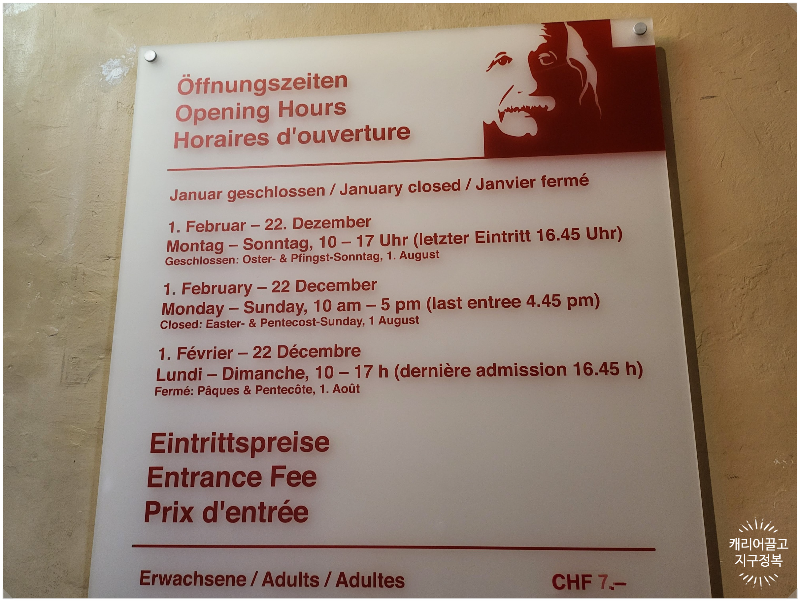 Öffnungszeiten
Opening Hours
Horaires d'ouverture
Januar geschlossen / January closed / Janvier fermé
1. Februar – 22. Dezember
Montag – Sonntag, 10 – 17 Uhr (letzter Eintritt 16.45 Uhr)
Geschlossen: Oster- & Pfingst-Sonntag, 1. August
1. February – 22 December
Monday – Sunday, 10 am – 5 pm (last entree 4.45 pm)
Closed: Easter- & Pentecost-Sunday, 1 August
1. Février – 22 Décembre
Lundi – Dimanche, 10 – 17 h (dernière admission 16.45 h)
Fermé: Pâques & Pentecôte, 1. Août
Eintrittspreise
Entrance Fee
Prix d'entrée
Erwachsene / Adults / Adultes CHF 7.–
캐리어끌고
지구정복